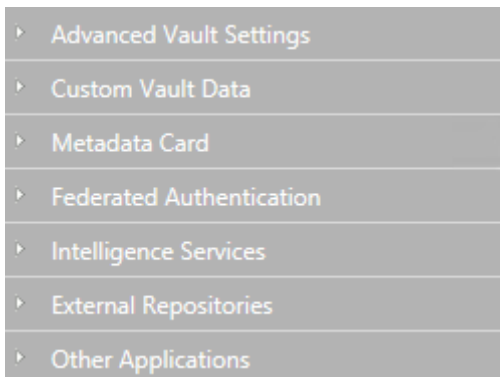 Advanced Vault Settings
Custom Vault Data
Metadata Card
Federated Authentication
Intelligence Services
External Repositories
Other Applications